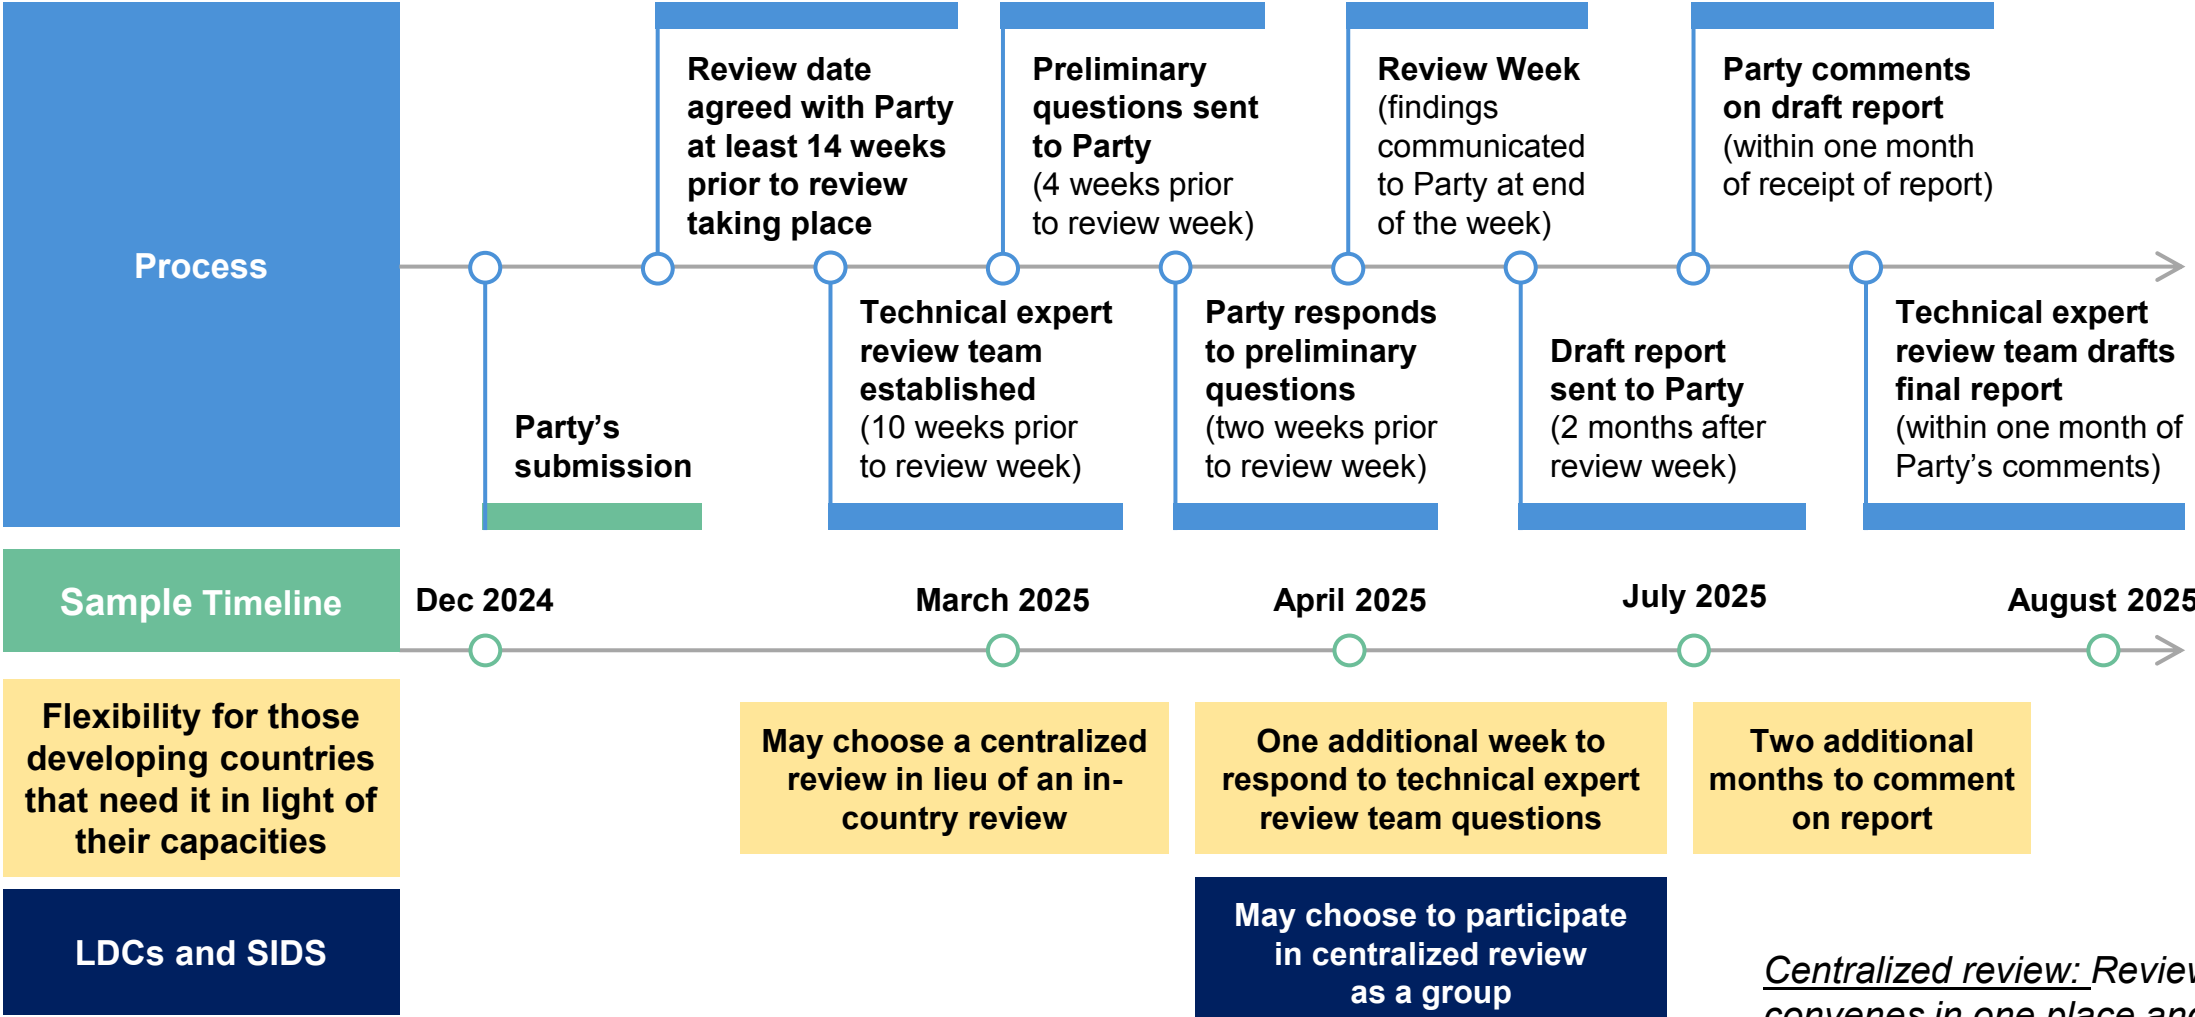 Process
Review date
agreed with Party
at least 14 weeks
prior to review
taking place
Preliminary
questions sent
to Party
(4 weeks prior
to review week)
Review Week
(findings
communicated
to Party at end
of the week)
Party comments
on draft report
(within one month
of receipt of report)
Party’s
submission
Technical expert
review team
established
(10 weeks prior
to review week)
Party responds
to preliminary
questions
(two weeks prior
to review week)
Draft report
sent to Party
(2 months after
review week)
Technical expert
review team drafts
final report
(within one month of
Party’s comments)
Sample Timeline
Dec 2024
March 2025
April 2025
July 2025
August 2025
Flexibility for those
developing countries
that need it in light of
their capacities
May choose a centralized
review in lieu of an in-
country review
One additional week to
respond to technical expert
review team questions
Two additional
months to comment
on report
LDCs and SIDS
May choose to participate
in centralized review
as a group
Centralized review: Review
convenes in one place and